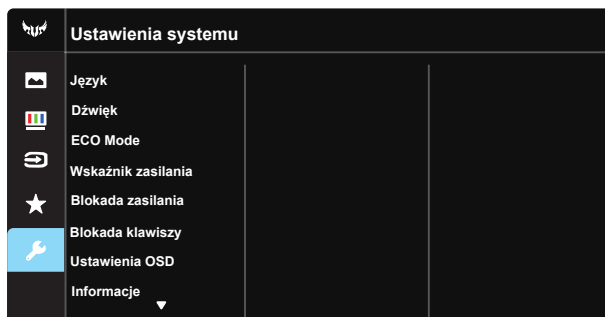 Ustawienia systemu
Język
Dźwięk
ECO Mode
Wskaźnik zasilania
Blokada zasilania
Blokada klawiszy
Ustawienia OSD
Informacje